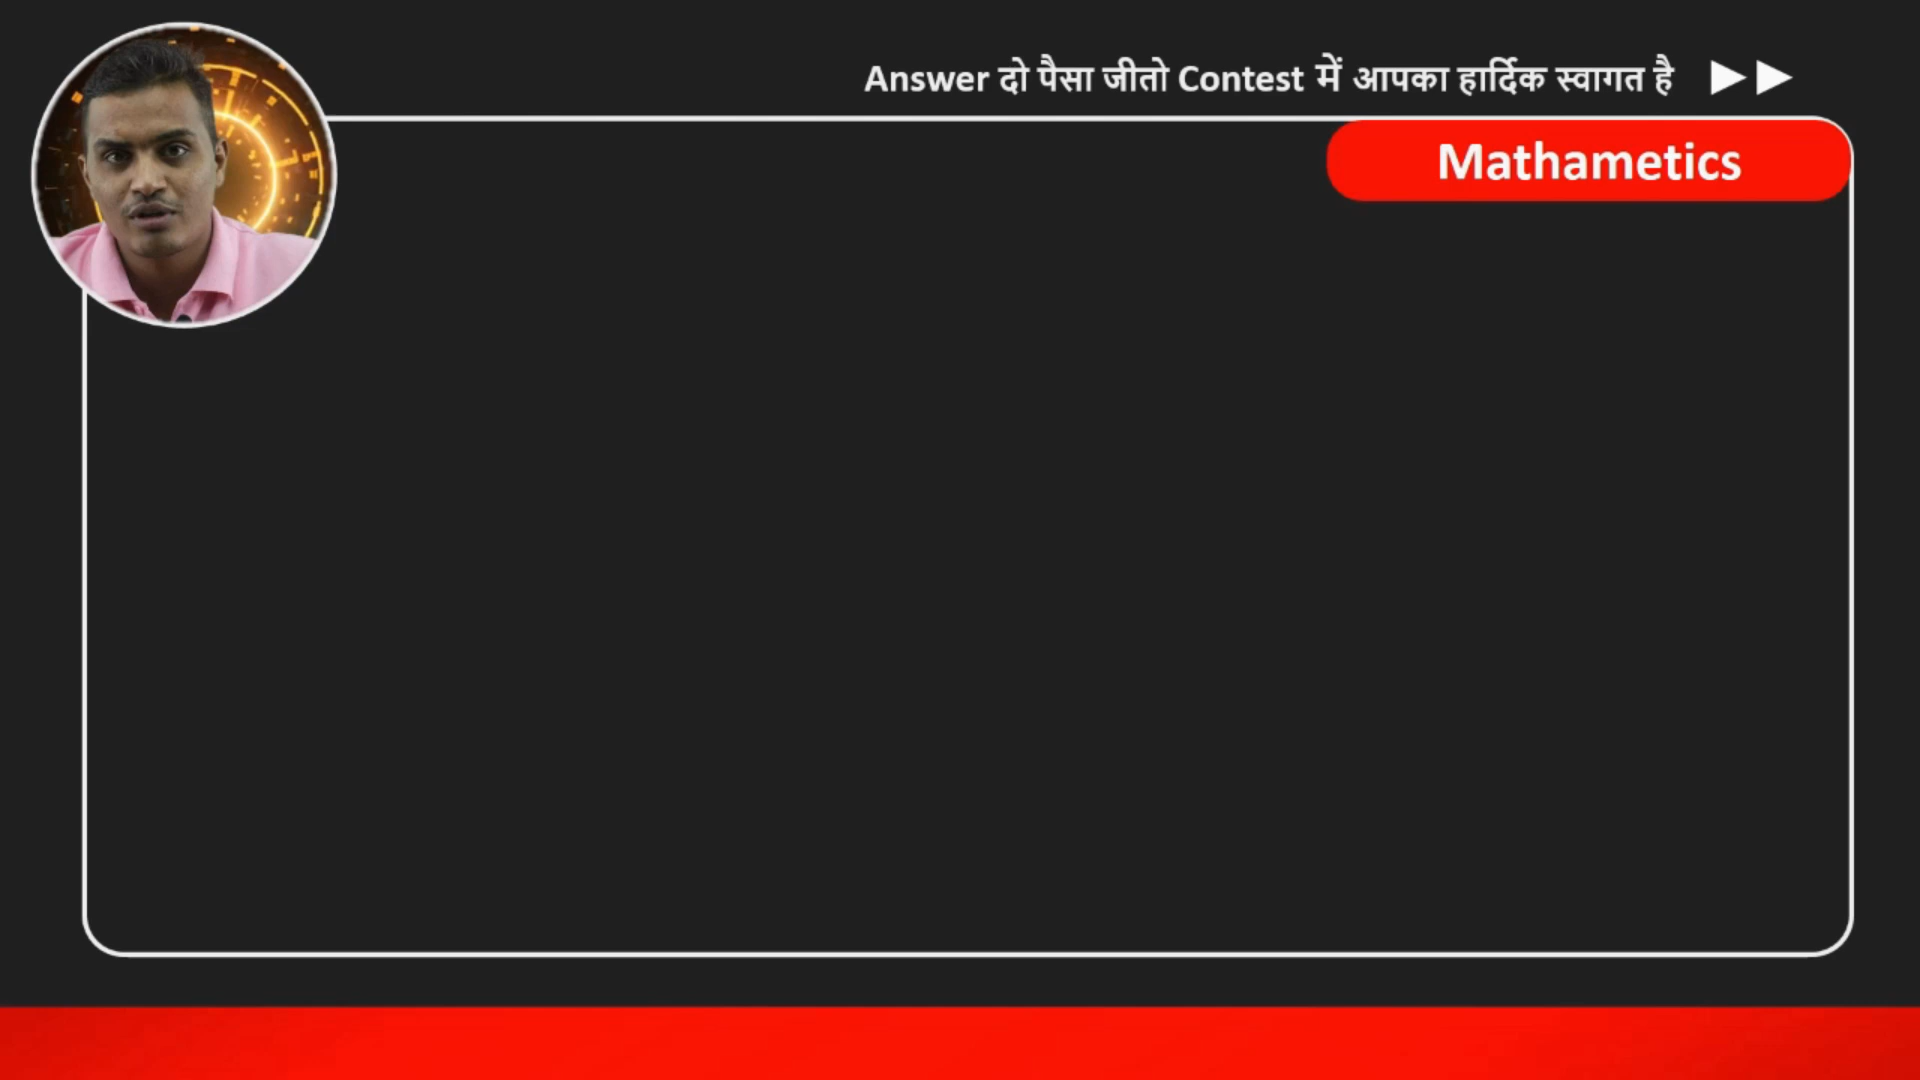 Answer दो पैसा जीतो Contest में आपका हार्दिक स्वागत है
Mathametics